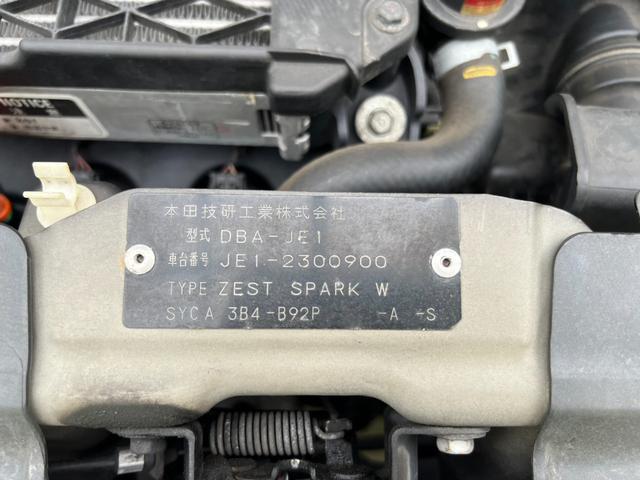 NOTICE
本田技研工業株式会社
型式 DBA-JE1
車台番号 JE1-2300900
TYPE ZEST SPARK W
SYCA 3B4-B92P -A -S